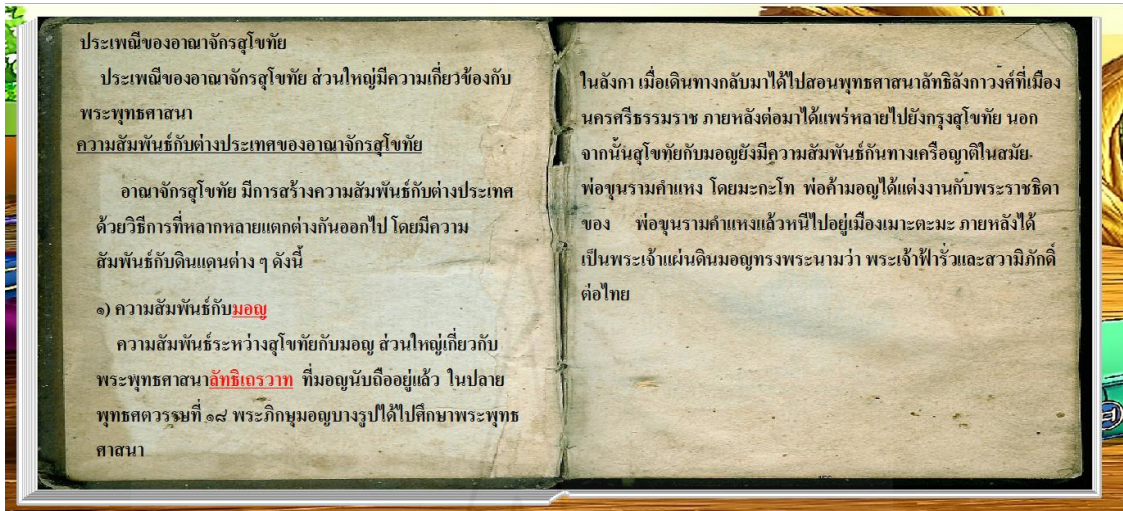 ประเพณีของอาณาจักรสุโขทัย
ประเพณีของอาณาจักรสุโขทัย ส่วนใหญ่มีความเกี่ยวข้องกับ
พระพุทธศาสนา
ความสัมพันธ์กับต่างประเทศของอาณาจักรสุโขทัย
อาณาจักรสุโขทัย มีการสร้างความสัมพันธ์กับต่างประเทศ
ด้วยวิธีการที่หลากหลายแตกต่างกันออกไป โดยมีความ
สัมพันธ์กับดินแดนต่าง ๆ ดังนี้
๑) ความสัมพันธ์กับมอญ
ความสัมพันธ์ระหว่างสุโขทัยกับมอญ ส่วนใหญ่เกี่ยวกับ
พระพุทธศาสนาลัทธิเถรวาท ที่มอญนับถืออยู่แล้ว ในปลาย
พุทธศตวรรษที่ ๑๘ พระภิกษุมอญบางรูปได้ไปศึกษาพระพุทธ
ศาสนา
ในลังกา เมื่อเดินทางกลับมาได้ไปสอนพุทธศาสนาลัทธิลังกาวงศ์ที่เมือง
นครศรีธรรมราช ภายหลังต่อมาได้แพร่หลายไปยังกรุงสุโขทัย นอก
จากนั้นสุโขทัยกับมอญยังมีความสัมพันธ์กันทางเครือญาติในสมัย
พ่อขุนรามคำแหง โดยมะกะโท พ่อค้ามอญได้แต่งงานกับพระราชธิดา
ของ พ่อขุนรามคำแหงแล้วหนีไปอยู่เมืองเมาะตะมะ ภายหลังได้
เป็นพระเจ้าแผ่นดินมอญทรงพระนามว่า พระเจ้าฟ้ารั่วและสวามิภักดิ์
ต่อไทย